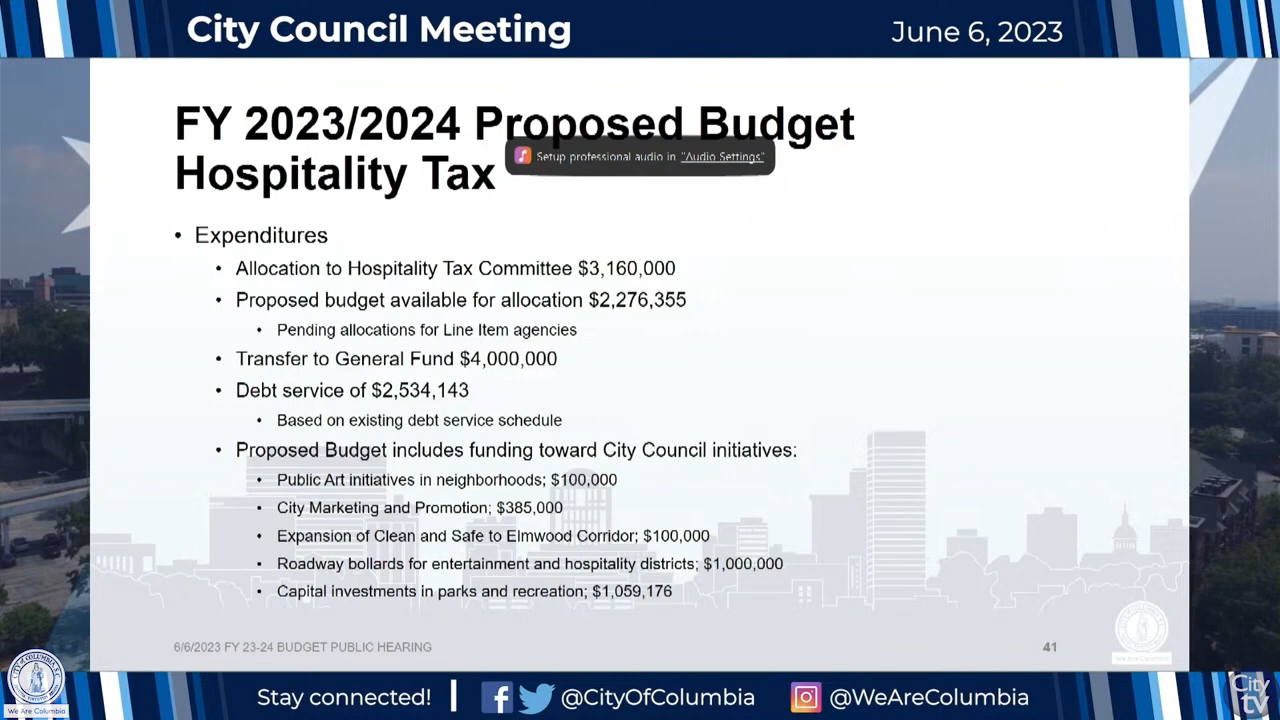 City Council Meeting
June 6, 2023
FY 2023/2024 Proposed Budget
Hospitality Tax
Setup professional audio in "Audio Settings"
• Expenditures
• Allocation to Hospitality Tax Committee $3,160,000
• Proposed budget available for allocation $2,276,355
• Pending allocations for Line Item agencies
• Transfer to General Fund $4,000,000
• Debt service of $2,534,143
• Based on existing debt service schedule
• Proposed Budget includes funding toward City Council initiatives:
• Public Art initiatives in neighborhoods; $100,000
• City Marketing and Promotion; $385,000
• Expansion of Clean and Safe to Elmwood Corridor; $100,000
• Roadway bollards for entertainment and hospitality districts; $1,000,000
• Capital investments in parks and recreation; $1,059,176
6/6/2023 FY 23-24 BUDGET PUBLIC HEARING
41
We Are Columbia
We Are Columbia
Stay connected!
@CityOfColumbia
@WeAreColumbia
City
tv